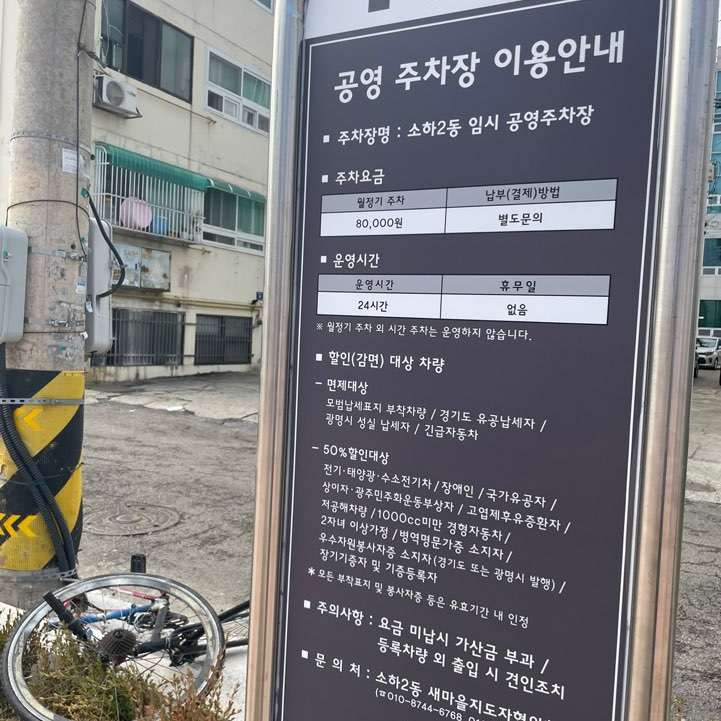 공영 주차장 이용안내
■ 주차장명 : 소하2동 임시 공영주차장
■ 주차요금
월정기 주차 납부(결제)방법
80,000원 별도문의
■ 운영시간
운영시간 휴무일
24시간 없음
※ 월정기 주차 외 시간 주차는 운영하지 않습니다.
■ 할인(감면) 대상 차량
- 면제대상
모범납세표지 부착차량 / 경기도 유공납세자 /
광명시 성실 납세자 / 긴급자동차
- 50%할인대상
전기·태양광·수소전기차 / 장애인 / 국가유공자 /
상이자·광주민주화운동부상자 / 고엽제후유증환자 /
저공해차량 / 1000cc미만 경형자동차 /
2자녀 이상가정 / 병역명문가증 소지자 /
우수자원봉사자증 소지자(경기도 또는 광명시 발행) /
장기기증자 및 기증등록자
* 모든 부착표지 및 봉사자증 등은 유효기간 내 인정
■ 주의사항 : 요금 미납시 가산금 부과 /
등록차량 외 출입 시 견인조치
■ 문 의 처 : 소하2동 새마을지도자협의
(☎010-8744-6768